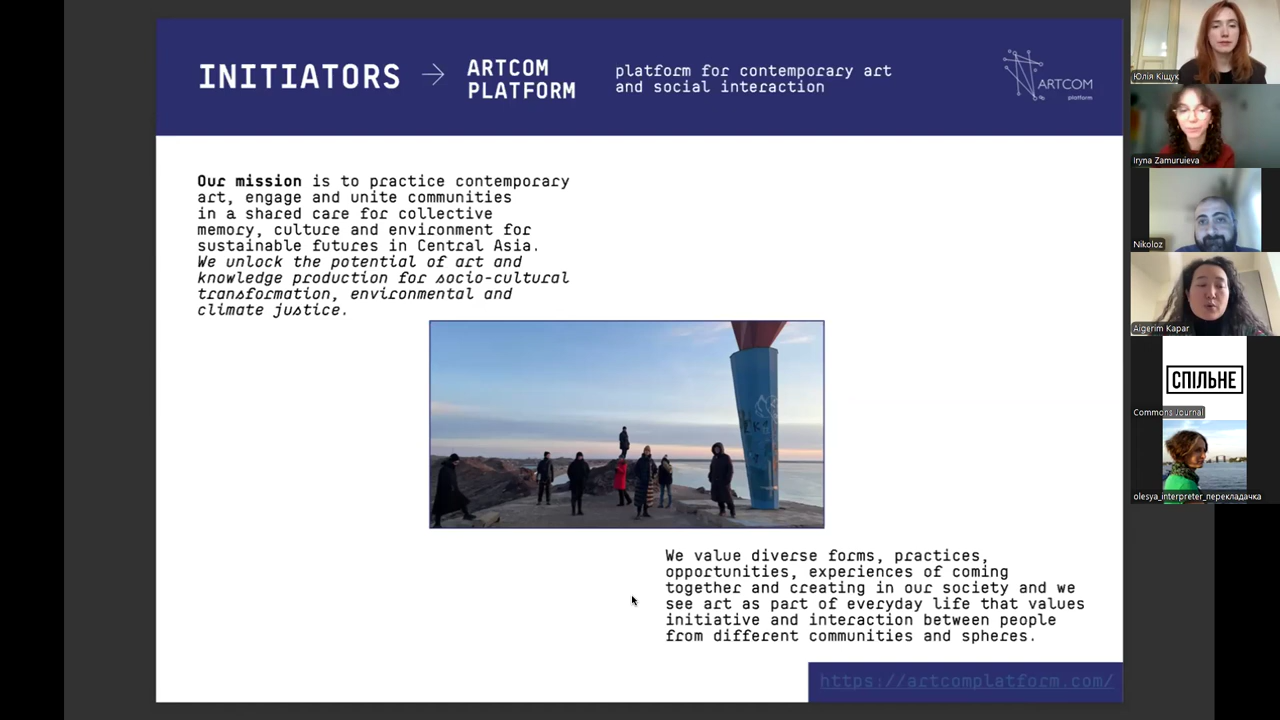 INITIATORS → ARTCOM
PLATFORM
platform for contemporary art
and social interaction
ARTCOM
platform
Our mission is to practice contemporary
art, engage and unite communities
in a shared care for collective
memory, culture and environment for
sustainable futures in Central Asia.
We unlock the potential of art and
knowledge production for socio-cultural
transformation, environmental and
climate justice.
We value diverse forms, practices,
opportunities, experiences of coming
together and creating in our society and we
see art as part of everyday life that values
initiative and interaction between people
from different communities and spheres.
https://artcomplatform.com/
Юлія Кіщук
Iryna Zamuruieva
Nikoloz
Aigerim Kapar
СПІЛЬНЕ
Commons Journal
olesya_interpreter_перекладачка